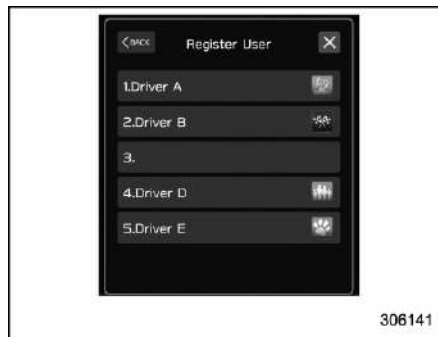 BACK Register User X
1.Driver A
2.Driver B
3.
4.Driver D
5.Driver E
306141